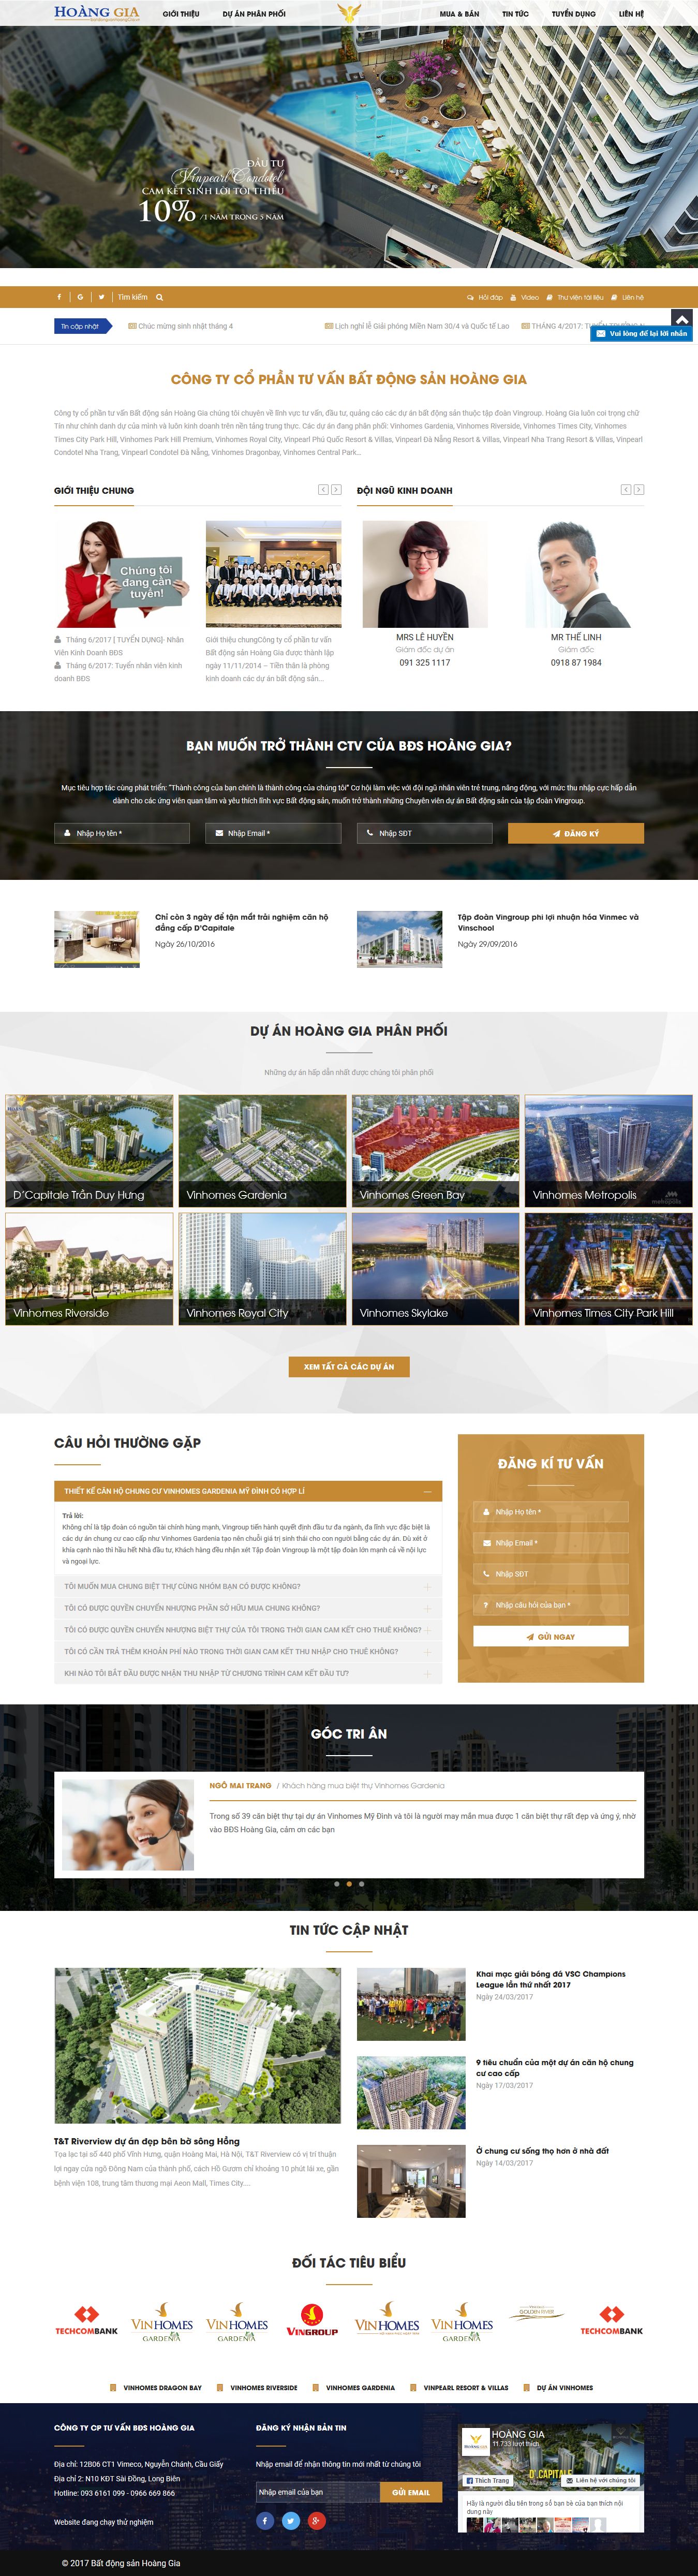 HOÀNG GIA
GIỚI THIỆU
DỰ ÁN PHÂN PHỐI
MUA & BÁN
TIN TỨC
TUYỂN DỤNG
LIÊN HỆ
ĐẦU TƯ
Vinpearl Condotel
CAM KẾT SINH LỜI TỐI THIỂU
10% /1 NĂM TRONG 5 NĂM
Tìm kiếm
Hỏi đáp
Video
Thư viện tài liệu
Liên hệ
Tin cập nhật
Chúc mừng sinh nhật tháng 4
Lịch nghỉ lễ Giải phóng Miền Nam 30/4 và Quốc tế Lao
THÁNG 4/2017:
Vui lòng để lại lời nhắn
CÔNG TY CỔ PHẦN TƯ VẤN BẤT ĐỘNG SẢN HOÀNG GIA
Công ty cổ phần tư vấn Bất động sản Hoàng Gia chúng tôi chuyên về lĩnh vực tư vấn, đầu tư, quảng cáo các dự án bất động sản thuộc tập đoàn Vingroup. Hoàng Gia luôn coi trọng chữ
Tín như chính danh dự của mình và luôn kinh doanh trên nền tảng trung thực. Các dự án đang phân phối: Vinhomes Gardenia, Vinhomes Riverside, Vinhomes Times City, Vinhomes
Times City Park Hill, Vinhomes Park Hill Premium, Vinhomes Royal City, Vinpearl Phú Quốc Resort & Villas, Vinpearl Đà Nẵng Resort & Villas, Vinpearl Nha Trang Resort & Villas, Vinpearl
Condotel Nha Trang, Vinpearl Condotel Đà Nẵng, Vinhomes Dragonbay, Vinhomes Central Park...
GIỚI THIỆU CHUNG
ĐỘI NGŨ KINH DOANH
Chúng tôi
đang cần
tuyển!
Tháng 6/2017 [ TUYỂN DỤNG]- Nhân
Viên Kinh Doanh BĐS
Tháng 6/2017: Tuyển nhân viên kinh
doanh BĐS
Giới thiệu chungCông ty cổ phần tư vấn
Bất động sản Hoàng Gia được thành lập
ngày 11/11/2014 – Tiền thân là phòng
kinh doanh các dự án bất động sản...
MRS LÊ HUYỀN
Giám đốc dự án
091 325 1117
MR THẾ LINH
Giám đốc
0918 87 1984
BẠN MUỐN TRỞ THÀNH CTV CỦA BĐS HOÀNG GIA?
Mục tiêu hợp tác cùng phát triển: "Thành công của bạn chính là thành công của chúng tôi" Cơ hội làm việc với đội ngũ nhân viên trẻ trung, năng động, với mức thu nhập cực hấp dẫn
dành cho các ứng viên quan tâm và yêu thích lĩnh vực Bất động sản, muốn trở thành những Chuyên viên dự án Bất động sản của tập đoàn Vingroup.
Nhập Họ tên *
Nhập Email *
Nhập SĐT
ĐĂNG KÝ
Chỉ còn 3 ngày để tận mắt trải nghiệm căn hộ
đẳng cấp D'Capitale
Ngày 26/10/2016
Tập đoàn Vingroup phi lợi nhuận hóa Vinmec và
Vinschool
Ngày 29/09/2016
DỰ ÁN HOÀNG GIA PHÂN PHỐI
Những dự án hấp dẫn nhất được chúng tôi phân phối
D'Capitale Trần Duy Hưng
Vinhomes Gardenia
Vinhomes Green Bay
Vinhomes Metropolis
Vinhomes Riverside
Vinhomes Royal City
Vinhomes Skylake
Vinhomes Times City Park Hill
XEM TẤT CẢ CÁC DỰ ÁN
CÂU HỎI THƯỜNG GẶP
THIẾT KẾ CĂN HỘ CHUNG CƯ VINHOMES GARDENIA MỸ ĐÌNH CÓ HỢP LÍ
Trả lời:
Không chỉ là tập đoàn có nguồn tài chính hùng mạnh, Vingroup tiến hành quyết định đầu tư đa ngành, đa lĩnh vực đặc biệt là
các dự án chung cư cao cấp như Vinhomes Gardenia tạo nên chuỗi giá trị sinh thái cho con người bằng các dự án. Dù xét ở
khía cạnh nào thì hầu hết Nhà đầu tư, Khách hàng đều nhận xét Tập đoàn Vingroup là một tập đoàn lớn mạnh cả về nội lực
và ngoại lực.
TÔI MUỐN MUA CHUNG BIỆT THỰ CÙNG NHÓM BẠN CÓ ĐƯỢC KHÔNG?
TÔI CÓ ĐƯỢC QUYỀN CHUYỂN NHƯỢNG PHẦN SỞ HỮU MUA CHUNG KHÔNG?
TÔI CÓ ĐƯỢC QUYỀN CHUYỂN NHƯỢNG BIỆT THỰ CỦA TÔI TRONG THỜI GIAN CAM KẾT CHO THUÊ KHÔNG?
TÔI CÓ CẦN TRẢ THÊM KHOẢN PHÍ NÀO TRONG THỜI GIAN CAM KẾT THU NHẬP CHO THUÊ KHÔNG?
KHI NÀO TÔI BẮT ĐẦU ĐƯỢC NHẬN THU NHẬP TỪ CHƯƠNG TRÌNH CAM KẾT ĐẦU TƯ?
ĐĂNG KÍ TƯ VẤN
Nhập Họ tên *
Nhập Email *
Nhập SĐT
Nhập câu hỏi của bạn *
GỬI NGAY
GÓC TRI ÂN
NGÔ MAI TRANG / Khách hàng mua biệt thự Vinhomes Gardenia
Trong số 39 căn biệt thự tại dự án Vinhomes Mỹ Đình và tôi là người may mắn mua được 1 căn biệt thự rất đẹp và ứng ý, nhờ
vào BĐS Hoàng Gia, cảm ơn các bạn
TIN TỨC CẬP NHẬT
T&T Riverview dự án đẹp bên bờ sông Hồng
Tọa lạc tại số 440 phố Vĩnh Hưng, quận Hoàng Mai, Hà Nội, T&T Riverview có vị trí thuận
lợi ngay cửa ngõ Đông Nam của thành phố, cách Hồ Gươm chỉ khoảng 10 phút lái xe, gần
bệnh viện 108, trung tâm thương mại Aeon Mall, Times City....
Khai mạc giải bóng đá VSC Champions
League lần thứ nhất 2017
Ngày 24/03/2017
9 tiêu chuẩn của một dự án căn hộ chung
cư cao cấp
Ngày 17/03/2017
Ở chung cư sống thọ hơn ở nhà đất
Ngày 14/03/2017
ĐỐI TÁC TIÊU BIỂU
TECHCOMBANK
VINHOMES
GARDENIA
VINHOMES
GARDENIA
VINGROUP
VINHOMES
VINHOMES
GARDENIA
GOLDEN RIVER
TECHCOMBANK
VINHOMES DRAGON BAY
VINHOMES RIVERSIDE
VINHOMES GARDENIA
VINPEARL RESORT & VILLAS
DỰ ÁN VINHOMES
CÔNG TY CP TƯ VẤN BĐS HOÀNG GIA
Địa chỉ: 12B06 CT1 Vimeco, Nguyễn Chánh, Cầu Giấy
Địa chỉ 2: N10 KĐT Sài Đồng, Long Biên
Hotline: 093 6161 099 - 0966 669 866
Website đang chạy thử nghiệm
ĐĂNG KÝ NHẬN BẢN TIN
Nhập email để nhận thông tin mới nhất từ chúng tôi
Nhập email của bạn
GỬI EMAIL
HOÀNG GIA
11.733 lượt thích
D'.CAPITALE
Thích Trang
Liên hệ với chúng tôi
Hãy là người đầu tiên trong số bạn bè của bạn thích nội
dung này
© 2017 Bất động sản Hoàng Gia